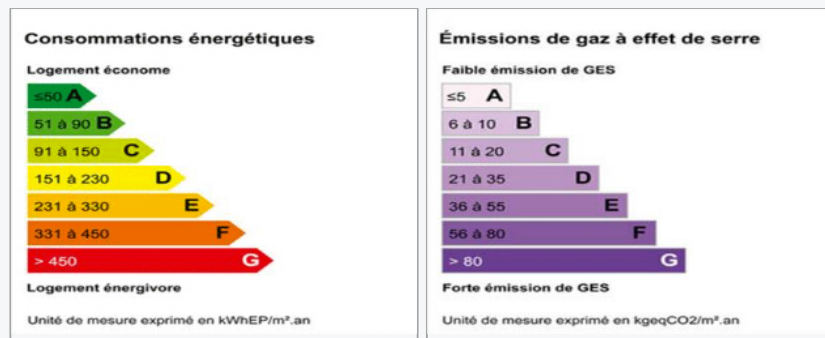 Consommations énergétiques
Logement économe
≤50 A
51 à 90 B
91 à 150 C
151 à 230 D
231 à 330 E
331 à 450 F
> 450 G
Logement énergivore
Unité de mesure exprimé en kWhEP/m².an
Émissions de gaz à effet de serre
Faible émission de GES
≤5 A
6 à 10 B
11 à 20 C
21 à 35 D
36 à 55 E
56 à 80 F
> 80 G
Forte émission de GES
Unité de mesure exprimé en kgeqCO2/m².an